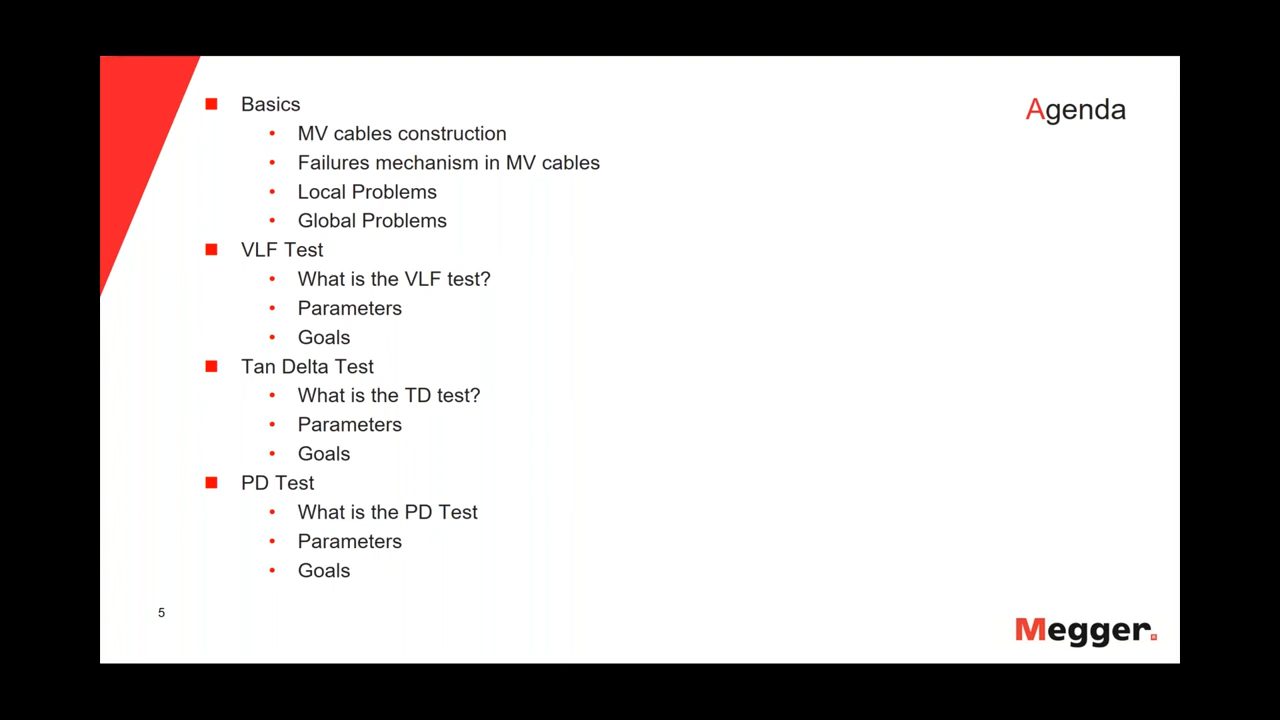 Agenda
Basics
• MV cables construction
• Failures mechanism in MV cables
• Local Problems
• Global Problems
VLF Test
• What is the VLF test?
• Parameters
• Goals
Tan Delta Test
• What is the TD test?
• Parameters
• Goals
PD Test
• What is the PD Test
• Parameters
• Goals
5
Megger.